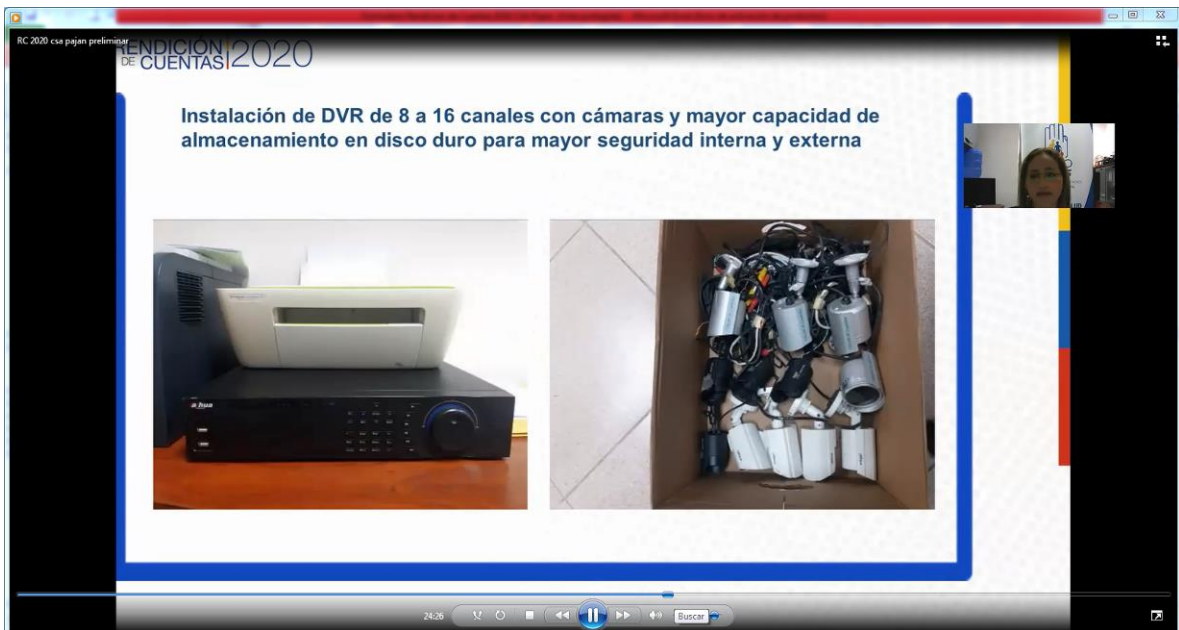 RC 2020 csa pajan preliminar
RENDICIÓN
DE CUENTAS 2020
Instalación de DVR de 8 a 16 canales con cámaras y mayor capacidad de
almacenamiento en disco duro para mayor seguridad interna y externa
alhua
24:26
Buscar